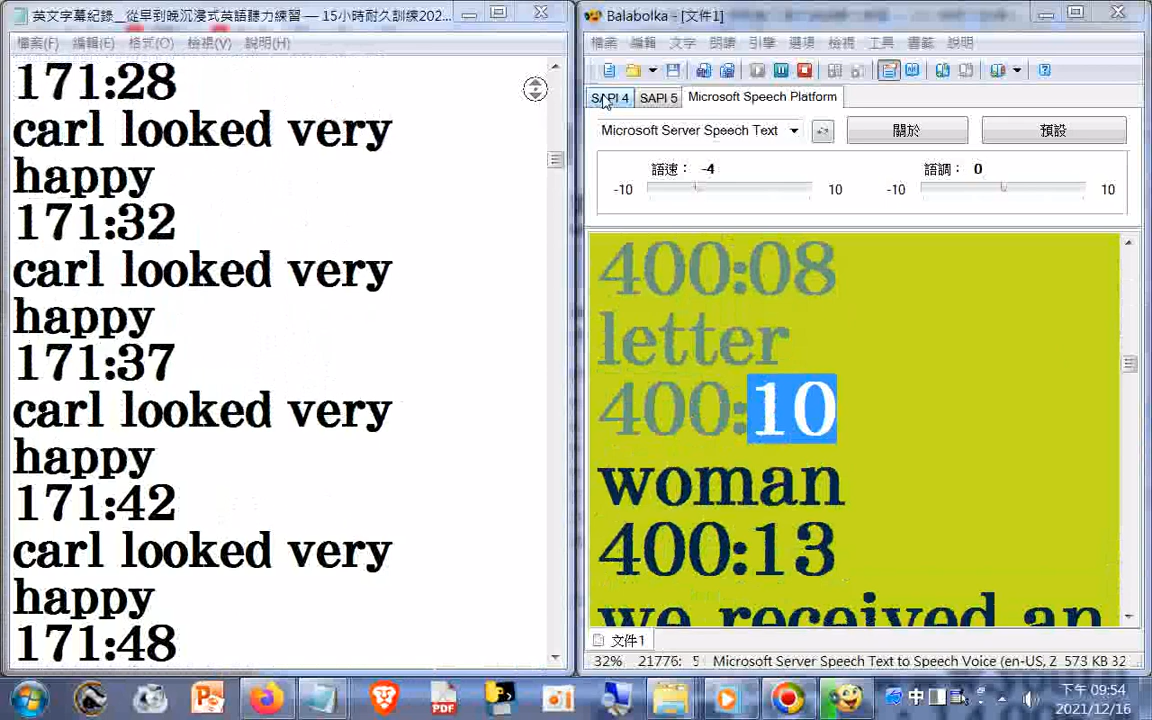 英文字幕紀錄__從早到晚沉浸式英語聽力練習 — 15小時耐久訓練202...
檔案(F) 編輯(E) 格式(O) 檢視(V) 說明(H)
171:28
carl looked very
happy
171:32
carl looked very
happy
171:37
carl looked very
happy
171:42
carl looked very
happy
171:48
Balabolka - [文件1]
檔案 編輯 文字 朗讀 引擎 選項 檢視 工具 書籤 說明
SAPI 4 SAPI 5 Microsoft Speech Platform
Microsoft Server Speech Text 關於 預設
語速： -4 語調： 0
-10 10 -10 10
400:08
letter
400:10
woman
400:13
we received an
文件1
32% 21776: 5 Microsoft Server Speech Text to Speech Voice (en-US, Z 573 KB 32
PDF 中 下午 09:54
2021/12/16